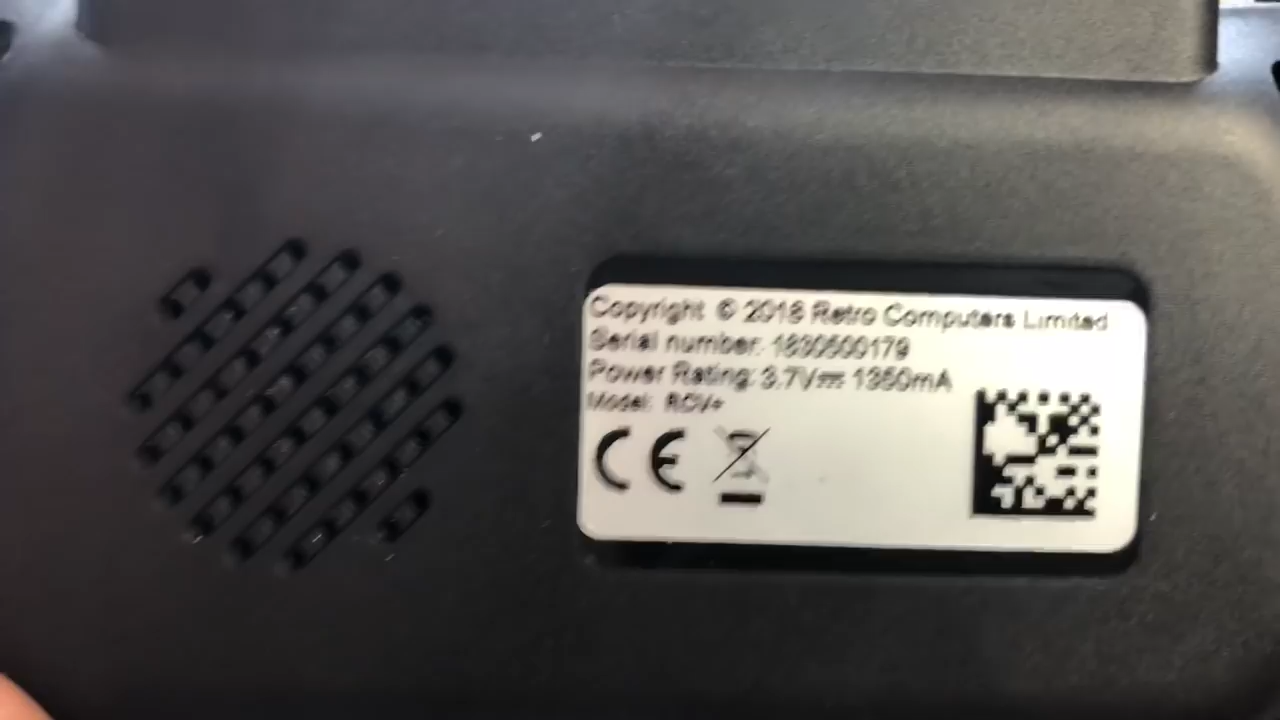 Copyright © 2018 Retro Computers Limited
Serial number: 1830500179
Power Rating: 3.7V⎓ 1350mA
Model: RCV+
CE